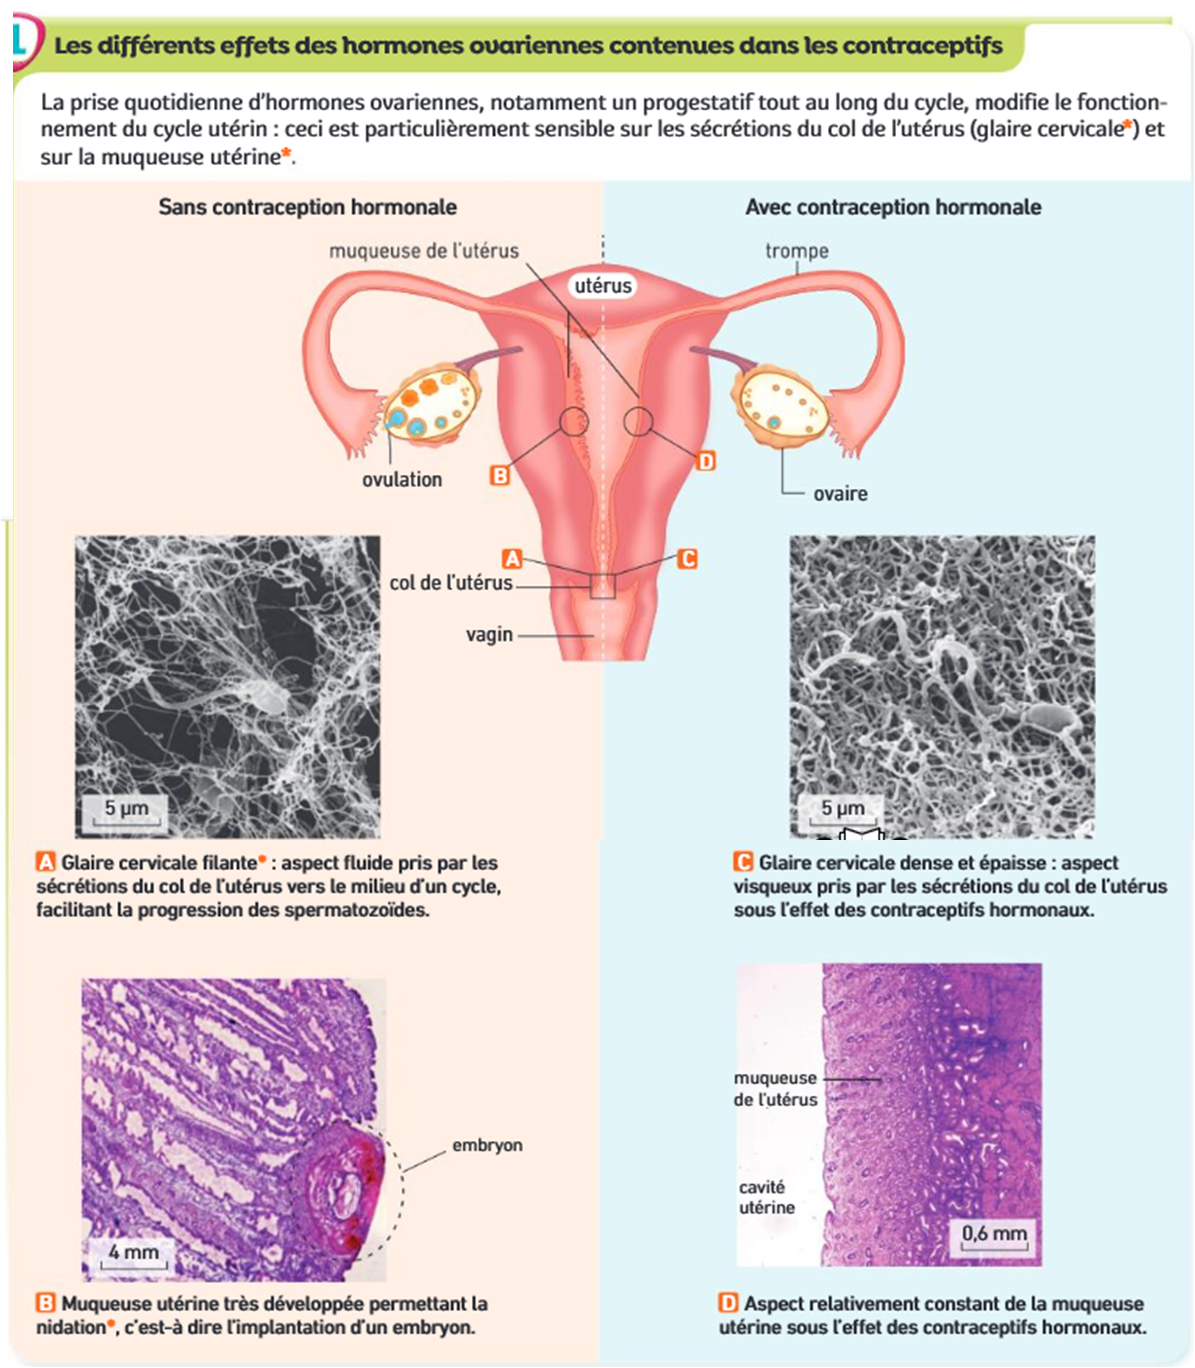 1
Les différents effets des hormones ovariennes contenues dans les contraceptifs
La prise quotidienne d'hormones ovariennes, notamment un progestatif tout au long du cycle, modifie le fonction-
nement du cycle utérin : ceci est particulièrement sensible sur les sécrétions du col de l'utérus (glaire cervicale*) et
sur la muqueuse utérine*.
Sans contraception hormonale
Avec contraception hormonale
muqueuse de l'utérus
trompe
utérus
ovulation
B
D
ovaire
A
C
col de l'utérus
vagin
5 µm
5 µm
A Glaire cervicale filante* : aspect fluide pris par les
sécrétions du col de l'utérus vers le milieu d'un cycle,
facilitant la progression des spermatozoïdes.
C Glaire cervicale dense et épaisse : aspect
visqueux pris par les sécrétions du col de l'utérus
sous l'effet des contraceptifs hormonaux.
embryon
4 mm
muqueuse
de l'utérus
cavité
utérine
0,6 mm
B Muqueuse utérine très développée permettant la
nidation*, c'est-à dire l'implantation d'un embryon.
D Aspect relativement constant de la muqueuse
utérine sous l'effet des contraceptifs hormonaux.